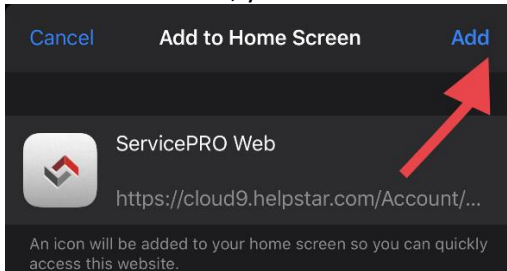 Cancel Add to Home Screen Add
ServicePRO Web
https://cloud9.helpstar.com/Account/...
An icon will be added to your home screen so you can quickly
access this website.